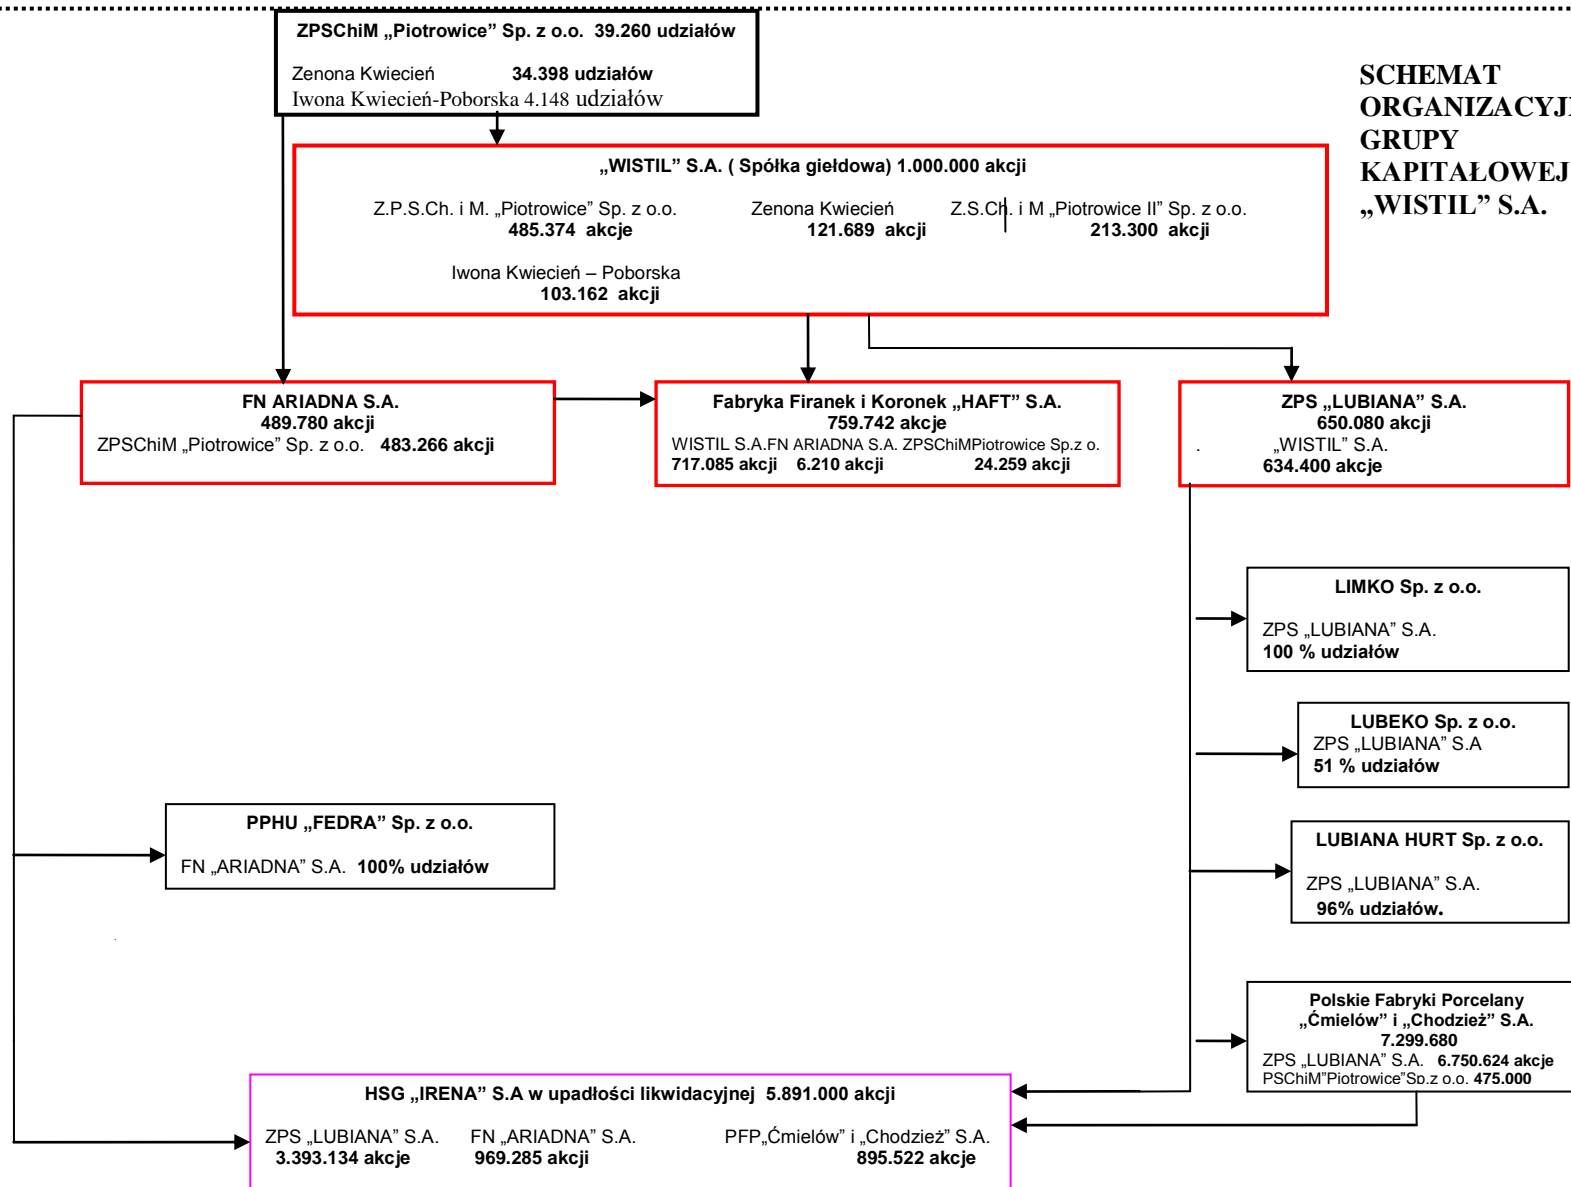 ZPSChiM „Piotrowice” Sp. z o.o. 39.260 udziałów
Zenona Kwiecień 34.398 udziałów
Iwona Kwiecień-Poborska 4.148 udziałów
SCHEMAT
GRUPY
KAPITAŁOWEJ
„WISTIL” S.A.
„WISTIL” S.A. ( Spółka giełdowa) 1.000.000 akcji
Z.P.S.Ch. i M. „Piotrowice” Sp. z o.o. Zenona Kwiecień Z.S.Ch. i M „Piotrowice II” Sp. z o.o.
485.374 akcje 121.689 akcji 213.300 akcji
Iwona Kwiecień – Poborska
103.162 akcji
FN ARIADNA S.A.
489.780 akcji
ZPSChiM „Piotrowice” Sp. z o.o. 483.266 akcji
Fabryka Firanek i Koronek „HAFT” S.A.
759.742 akcje
WISTIL S.A.FN ARIADNA S.A. ZPSChiMPiotrowice Sp.z o.
717.085 akcji 6.210 akcji 24.259 akcji
ZPS „LUBIANA” S.A.
650.080 akcji
. „WISTIL” S.A.
634.400 akcje
LIMKO Sp. z o.o.
ZPS „LUBIANA” S.A.
100 % udziałów
LUBEKO Sp. z o.o.
ZPS „LUBIANA” S.A
51 % udziałów
PPHU „FEDRA” Sp. z o.o.
FN „ARIADNA” S.A. 100% udziałów
LUBIANA HURT Sp. z o.o.
ZPS „LUBIANA” S.A.
96% udziałów.
Polskie Fabryki Porcelany
„Ćmielów” i „Chodzież” S.A.
7.299.680
ZPS „LUBIANA” S.A. 6.750.624 akcje
PSChiM”Piotrowice”Sp.z o.o. 475.000
HSG „IRENA” S.A w upadłości likwidacyjnej 5.891.000 akcji
ZPS „LUBIANA” S.A. FN „ARIADNA” S.A. PFP„Ćmielów” i „Chodzież” S.A.
3.393.134 akcje 969.285 akcji 895.522 akcje